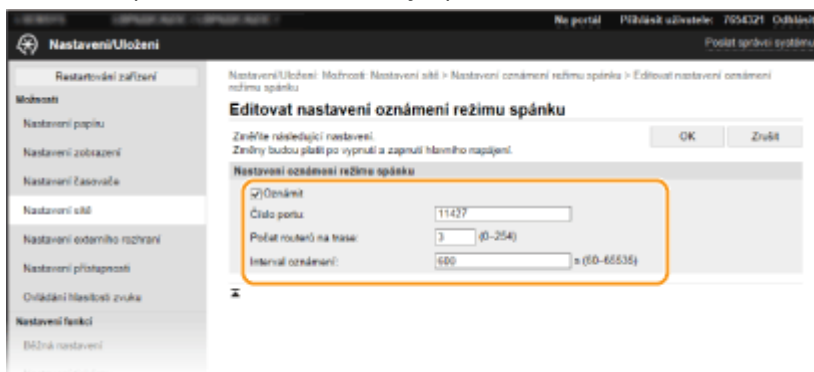 Na portál Přihlásit uživatele: 7654321 Odhlásit
Nastavení/Uložení
Poslat správci systému
Restartování zařízení
Možnosti
Nastavení papíru
Nastavení zobrazení
Nastavení časovače
Nastavení sítě
Nastavení externího rozhraní
Nastavení přístupnosti
Ovládání hlasitosti zvuku
Nastavení funkcí
Běžná nastavení
Nastavení/Uložení: Možnosti: Nastavení sítě > Nastavení oznámení režimu spánku > Editovat nastavení oznámení
režimu spánku
Editovat nastavení oznámení režimu spánku
Změňte následující nastavení.
Změny budou platit po vypnutí a zapnutí hlavního napájení.
OK Zrušit
Nastavení oznámení režimu spánku
Oznámit
Číslo portu: 11427
Počet routerů na trase: 3 (0–254)
Interval oznámení: 600 s (60–65535)